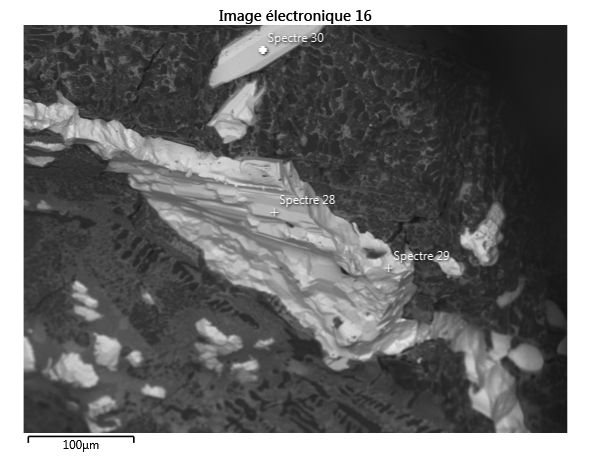 Image électronique 16
Spectre 30
Spectre 28
Spectre 29
100µm